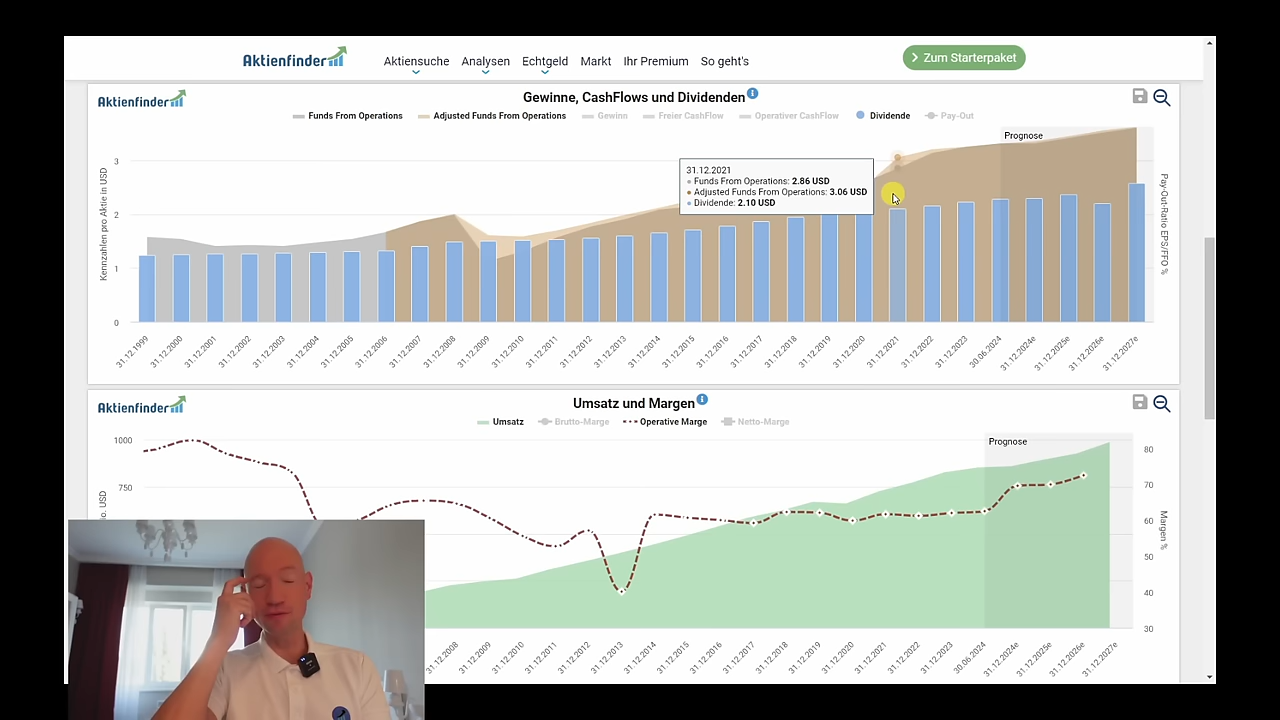 Aktienfinder
Aktiensuche Analysen Echtgeld Markt Ihr Premium So geht's
Zum Starterpaket
Aktienfinder
Gewinne, CashFlows und Dividenden
Funds From Operations Adjusted Funds From Operations Gewinn Freier CashFlow Operativer CashFlow Dividende Pay-Out
Prognose
Kennzahlen pro Aktie in USD
3
2
1
0
31.12.2021
Funds From Operations: 2.86 USD
Adjusted Funds From Operations: 3.06 USD
Dividende: 2.10 USD
Pay-Out-Ratio EPS/FFO %
31.12.1999 31.12.2000 31.12.2001 31.12.2002 31.12.2003 31.12.2004 31.12.2005 31.12.2006 31.12.2007 31.12.2008 31.12.2009 31.12.2010 31.12.2011 31.12.2012 31.12.2013 31.12.2014 31.12.2015 31.12.2016 31.12.2017 31.12.2018 31.12.2019 31.12.2020 31.12.2021 31.12.2022 31.12.2023 30.06.2024 31.12.2024e 31.12.2025e 31.12.2026e 31.12.2027e
Aktienfinder
Umsatz und Margen
Umsatz Brutto-Marge Operative Marge Netto-Marge
Prognose
1000
750
USD
80
70
60
50
40
30
Margen %
31.12.2008 31.12.2009 31.12.2010 31.12.2011 31.12.2012 31.12.2013 31.12.2014 31.12.2015 31.12.2016 31.12.2017 31.12.2018 31.12.2019 31.12.2020 31.12.2021 31.12.2022 31.12.2023 30.06.2024 31.12.2024e 31.12.2025e 31.12.2026e 31.12.2027e